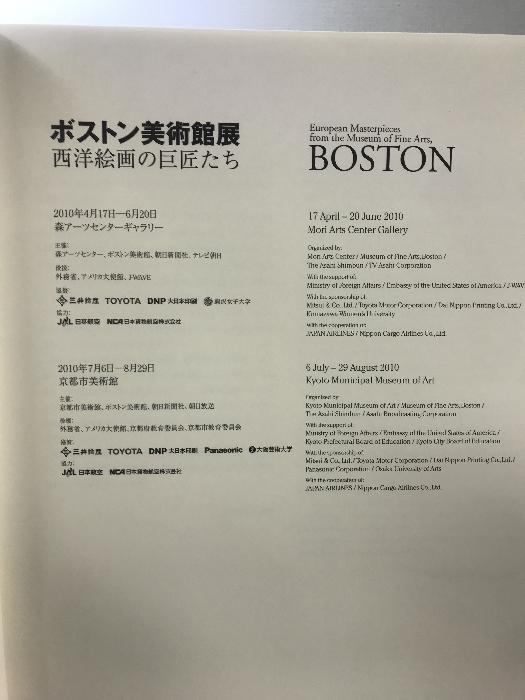 ボストン美術館展
西洋絵画の巨匠たち
2010年4月17日—6月20日
森アーツセンターギャラリー
主催:
森アーツセンター、ボストン美術館、朝日新聞社、テレビ朝日
後援:
外務省、アメリカ大使館、J-WAVE
協賛:
三井物産 TOYOTA DNP 大日本印刷 駒沢女子大学
協力:
JAL 日本航空 NCA 日本貨物航空株式会社
2010年7月6日—8月29日
京都市美術館
主催:
京都市美術館、ボストン美術館、朝日新聞社、朝日放送
後援:
外務省、アメリカ大使館、京都府教育委員会、京都市教育委員会
協賛:
三井物産 TOYOTA DNP 大日本印刷 Panasonic 大阪芸術大学
協力:
JAL 日本航空 NCA 日本貨物航空株式会社
European Masterpieces
from the Museum of Fine Arts,
BOSTON
17 April – 20 June 2010
Mori Arts Center Gallery
Organized by:
Mori Arts Center / Museum of Fine Arts,Boston /
The Asahi Shimbun / TV Asahi Corporation
With the support of:
Ministry of Foreign Affairs / Embassy of the United States of America / J-WAV
With the sponsorship of:
Mitsui & Co., Ltd. / Toyota Motor Corporation / Dai Nippon Printing Co.,Ltd. /
Komazawa Women's University
With the cooperation of:
JAPAN AIRLINES / Nippon Cargo Airlines Co.,Ltd.
6 July – 29 August 2010
Kyoto Municipal Museum of Art
Organized by
Kyoto Municipal Museum of Art / Museum of Fine Arts,Boston /
The Asahi Shimbun / Asahi Broadcasting Corporation
With the support of:
Ministry of Foreign Affairs / Embassy of the United States of America /
Kyoto Prefectural Board of Education / Kyoto City Board of Education
With the sponsorship of:
Mitsui & Co., Ltd. / Toyota Motor Corporation / Dai Nippon Printing Co.,Ltd. /
Panasonic Corporation / Osaka University of Arts
With the cooperation of:
JAPAN AIRLINES / Nippon Cargo Airlines Co.,Ltd.